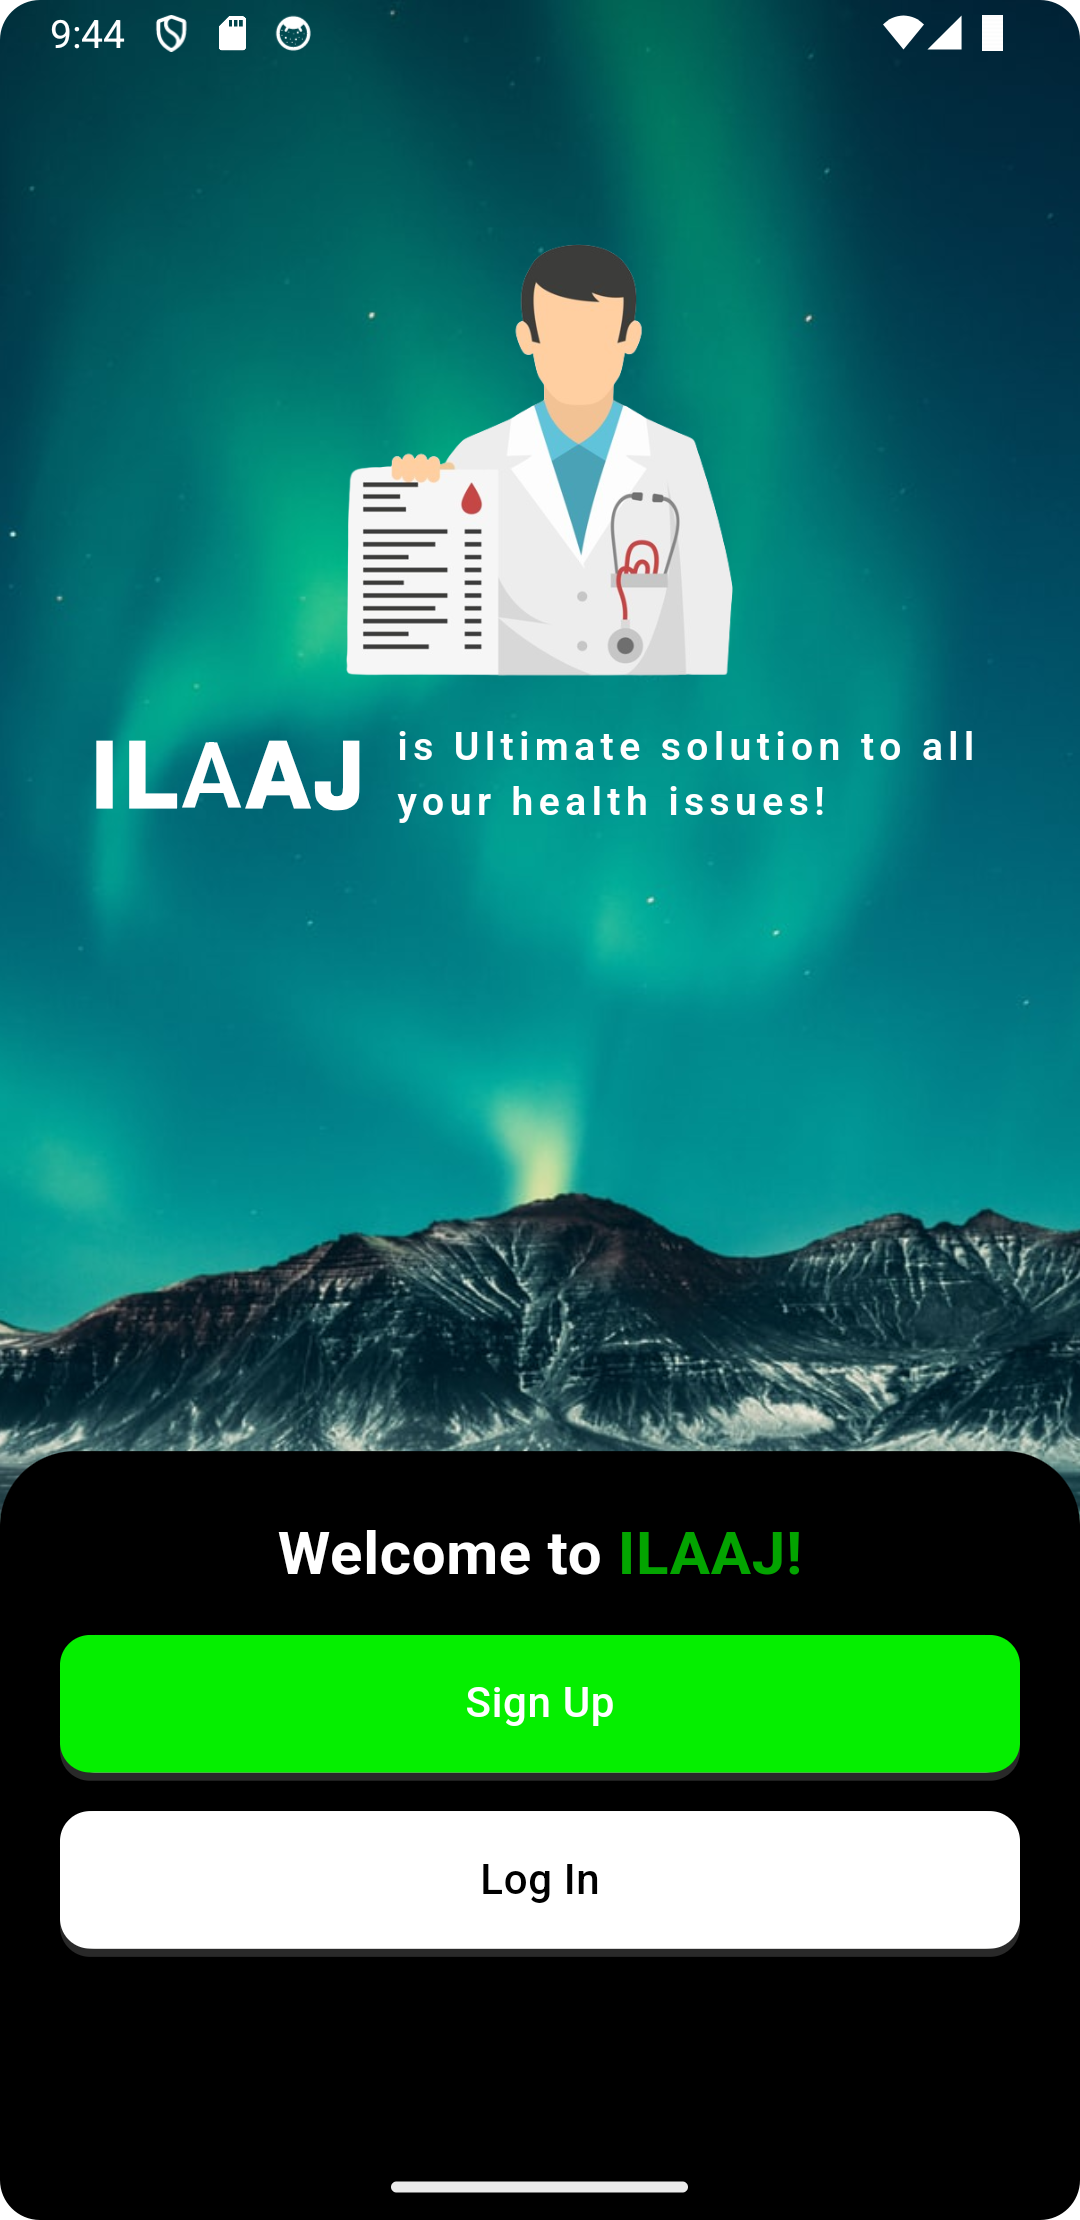 9:44
ILAAJ
is Ultimate solution to all
your health issues!
Welcome to ILAAJ!
Sign Up
Log In